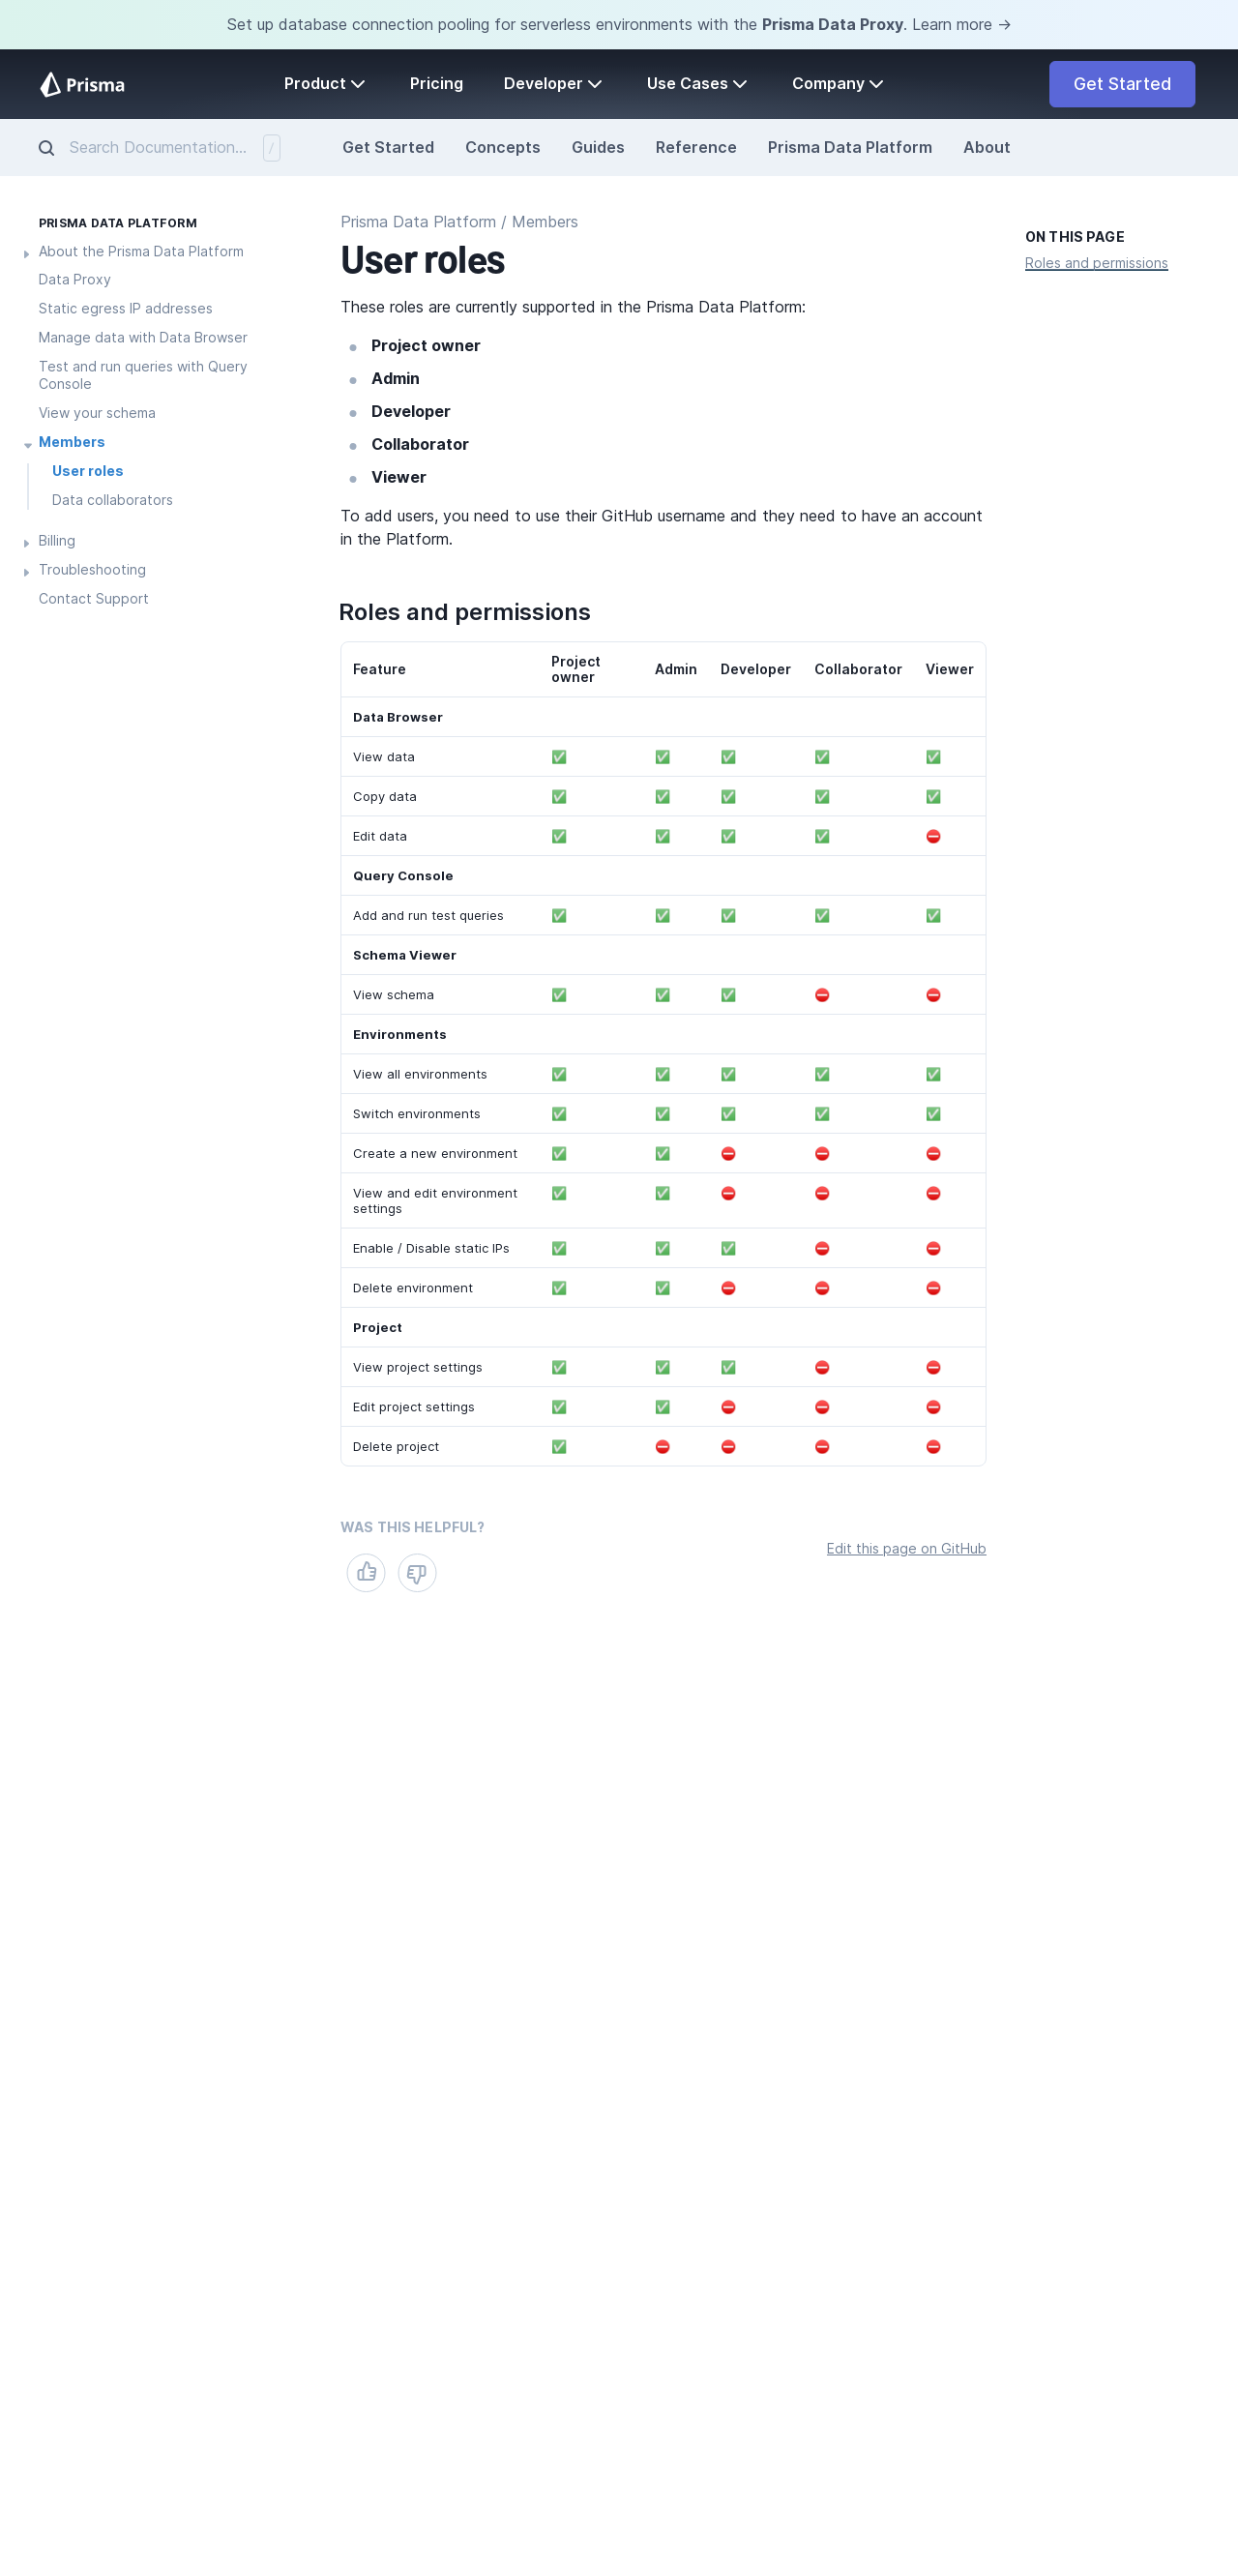 Set up database connection pooling for serverless environments with the Prisma Data Proxy. Learn more →
Prisma
Product
Pricing
Developer
Use Cases
Company
Get Started
Search Documentation...
/
Get Started
Concepts
Guides
Reference
Prisma Data Platform
About
PRISMA DATA PLATFORM
About the Prisma Data Platform
Data Proxy
Static egress IP addresses
Manage data with Data Browser
Test and run queries with Query
Console
View your schema
Members
User roles
Data collaborators
Billing
Troubleshooting
Contact Support
Prisma Data Platform / Members
User roles
These roles are currently supported in the Prisma Data Platform:
Project owner
Admin
Developer
Collaborator
Viewer
To add users, you need to use their GitHub username and they need to have an account
in the Platform.
Roles and permissions
Feature Project owner Admin Developer Collaborator Viewer
Data Browser
View data ✅ ✅ ✅ ✅ ✅
Copy data ✅ ✅ ✅ ✅ ✅
Edit data ✅ ✅ ✅ ✅ ⛔
Query Console
Add and run test queries ✅ ✅ ✅ ✅ ✅
Schema Viewer
View schema ✅ ✅ ✅ ⛔ ⛔
Environments
View all environments ✅ ✅ ✅ ✅ ✅
Switch environments ✅ ✅ ✅ ✅ ✅
Create a new environment ✅ ✅ ⛔ ⛔ ⛔
View and edit environment ✅ ✅ ⛔ ⛔ ⛔
settings
Enable / Disable static IPs ✅ ✅ ✅ ⛔ ⛔
Delete environment ✅ ✅ ⛔ ⛔ ⛔
Project
View project settings ✅ ✅ ✅ ⛔ ⛔
Edit project settings ✅ ✅ ⛔ ⛔ ⛔
Delete project ✅ ⛔ ⛔ ⛔ ⛔
WAS THIS HELPFUL?
Edit this page on GitHub
ON THIS PAGE
Roles and permissions